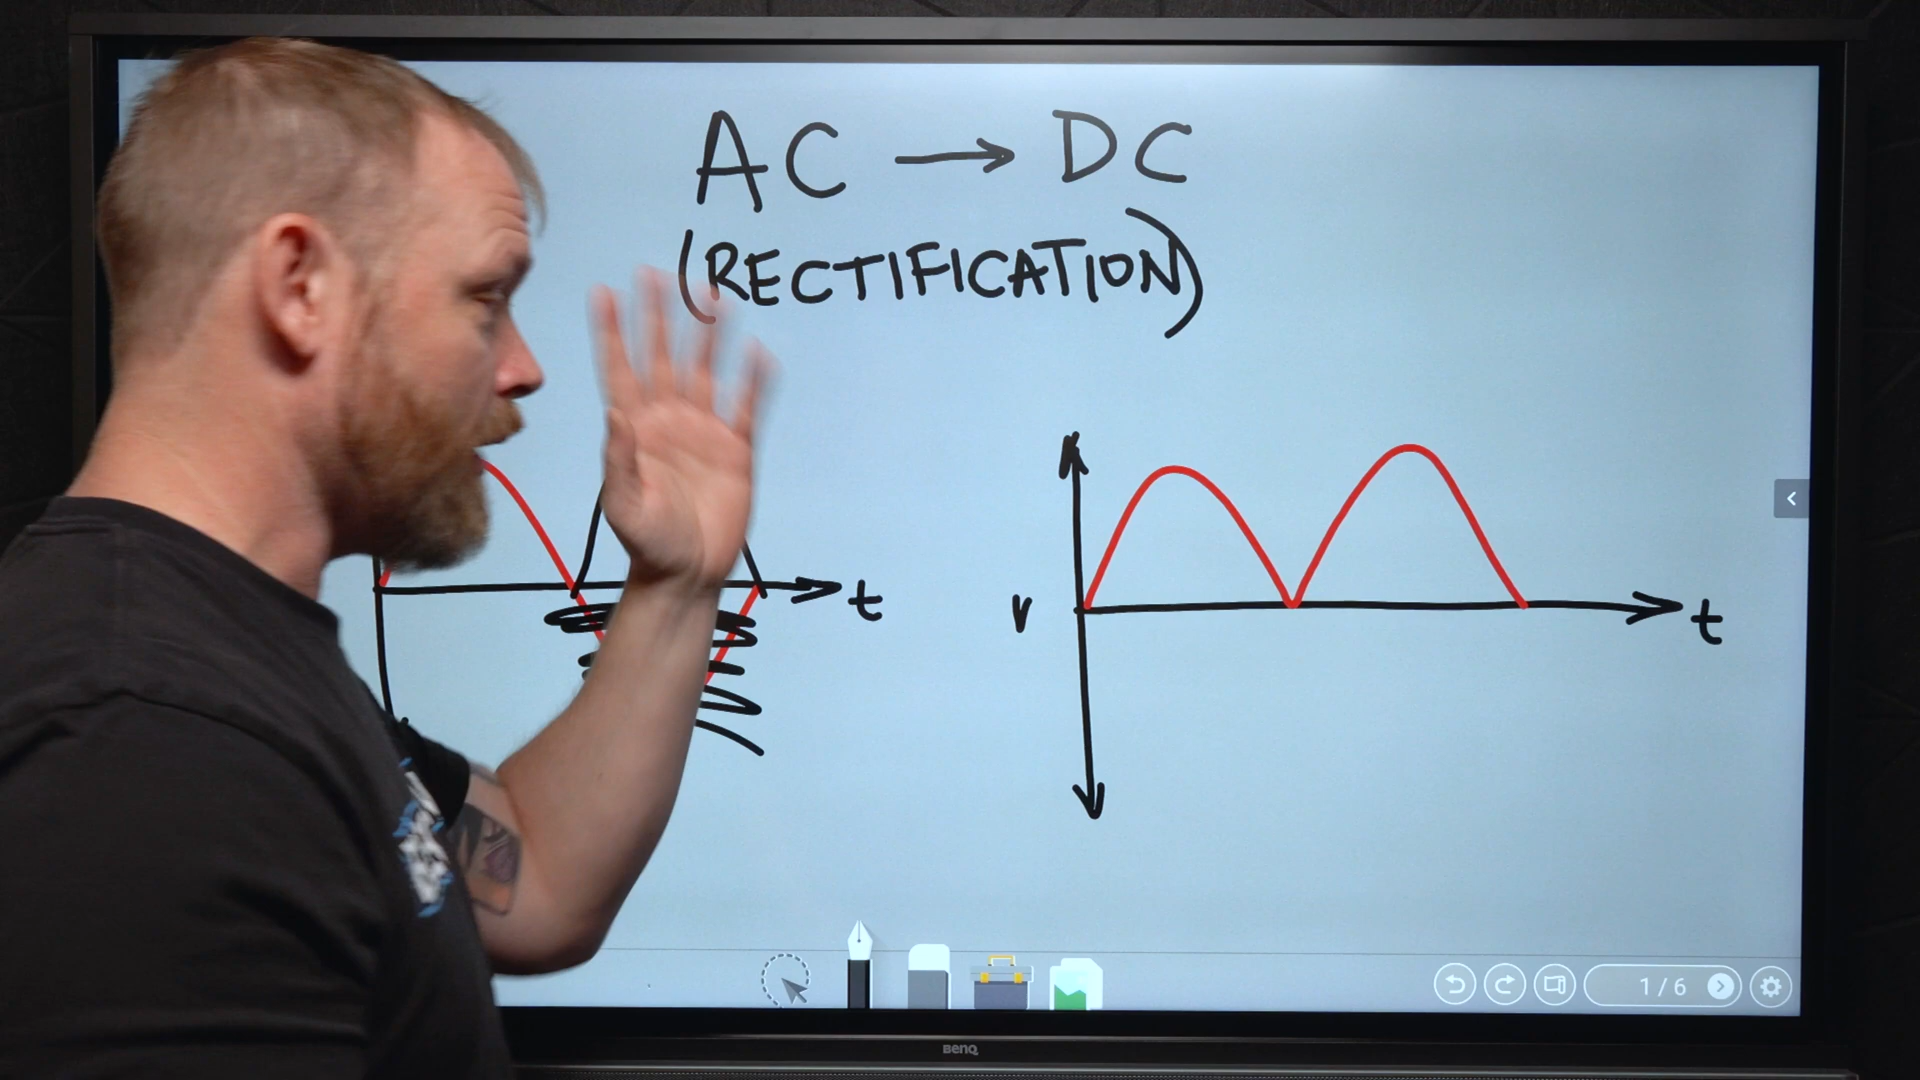 AC → DC
(RECTIFICATION)
t
V
t
1/6
BenQ